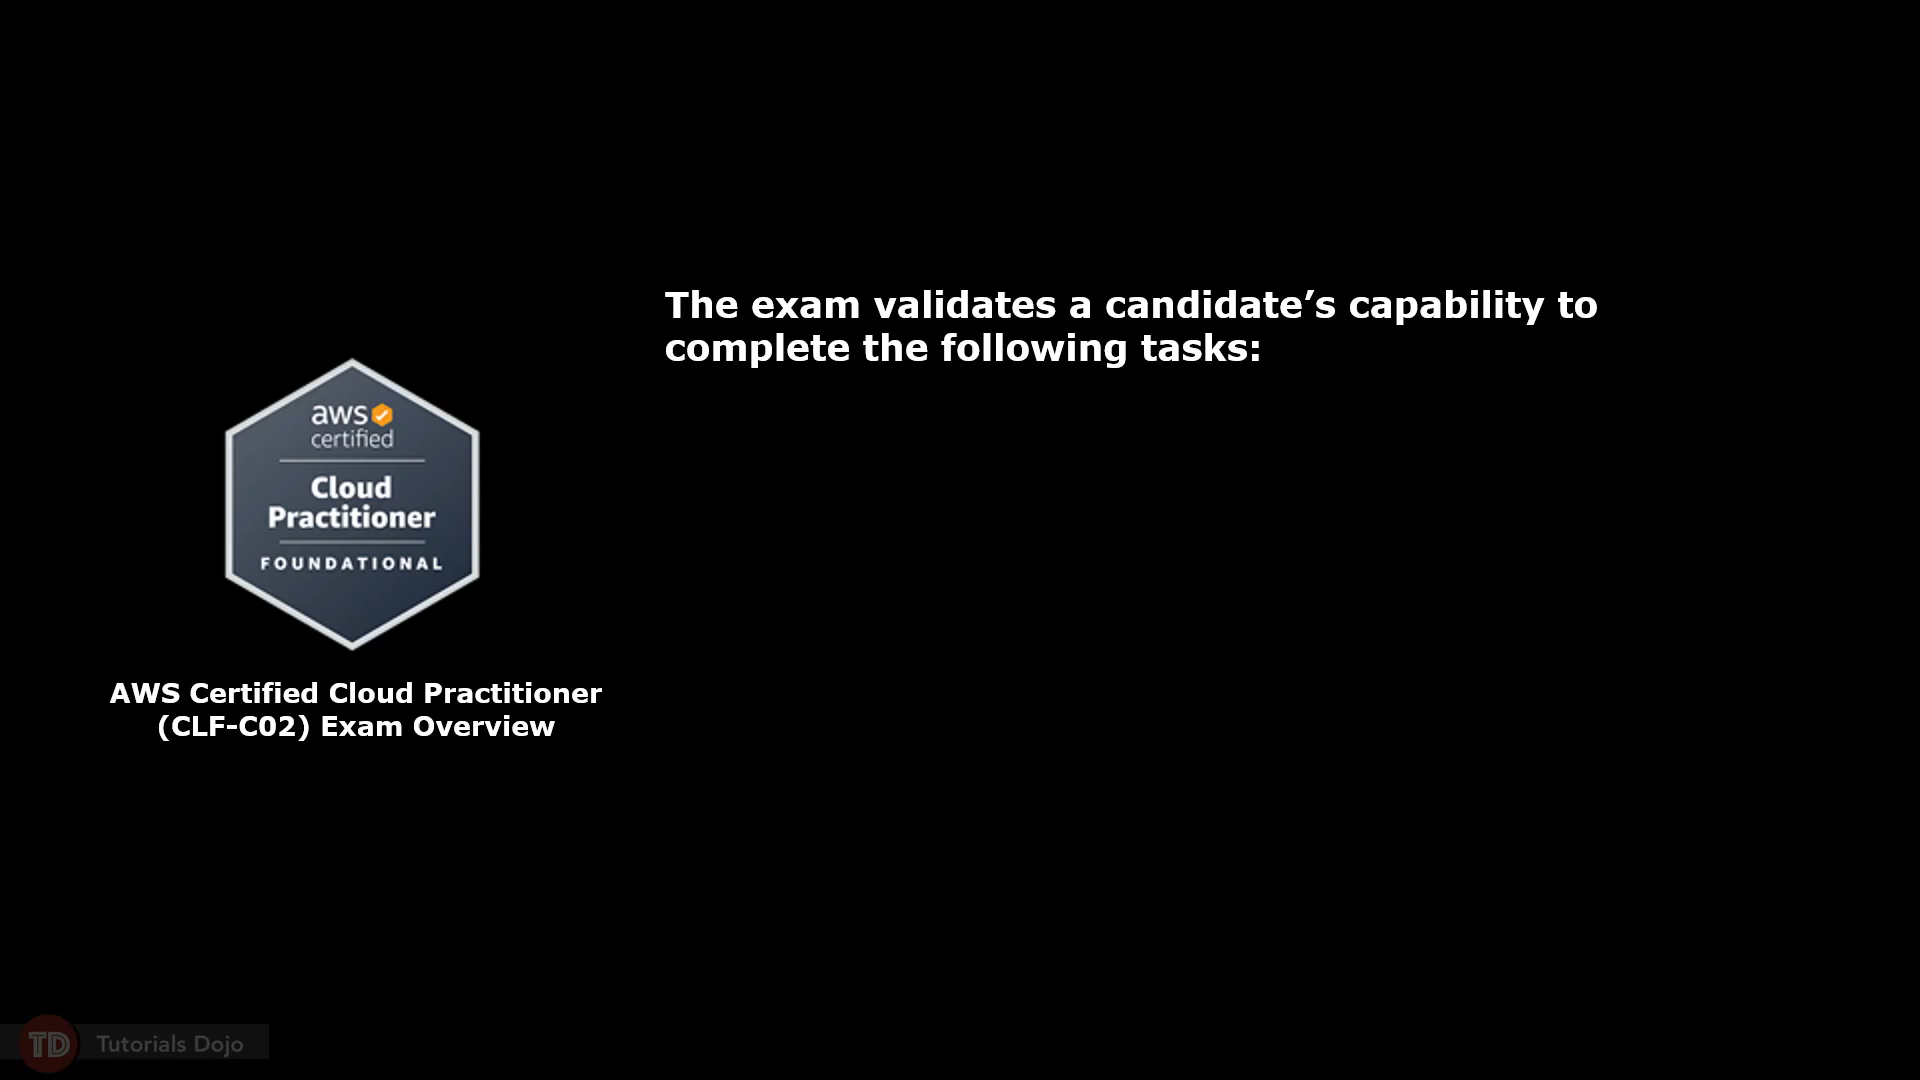 The exam validates a candidate’s capability to
complete the following tasks:
aws
certified
Cloud
Practitioner
FOUNDATIONAL
AWS Certified Cloud Practitioner
(CLF-C02) Exam Overview
TD Tutorials Dojo